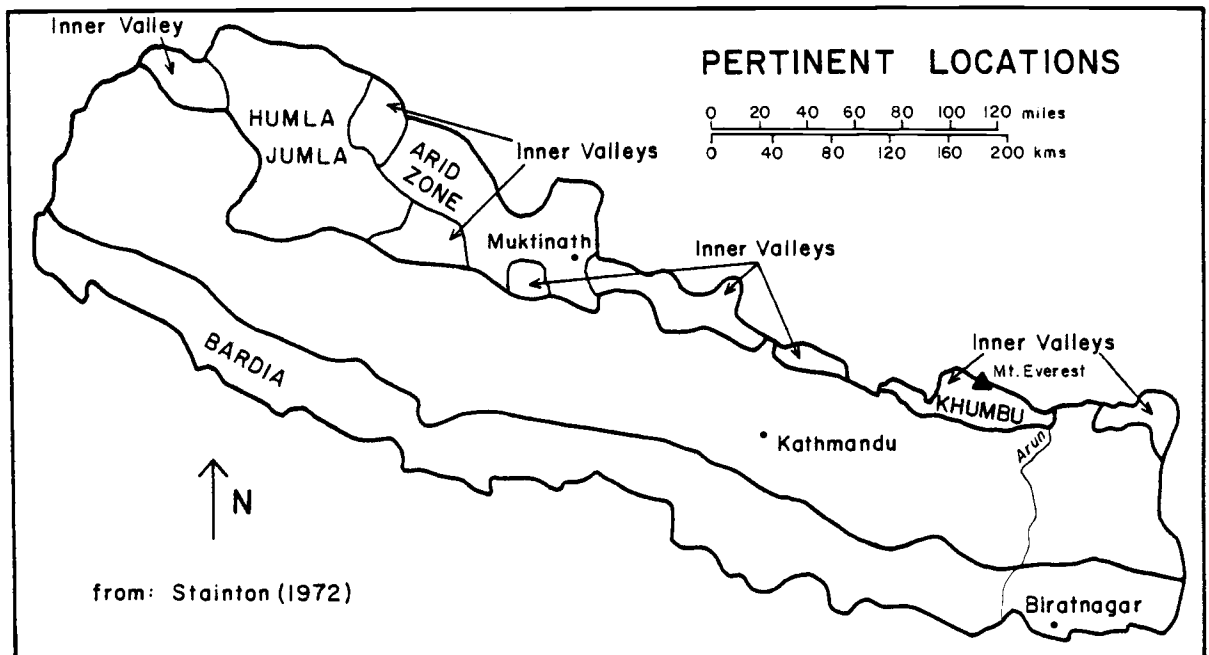 Inner Valley
PERTINENT LOCATIONS
0 20 40 60 80 100 120 miles
0 40 80 120 160 200 kms
HUMLA
JUMLA
ARID
ZONE
Inner Valleys
Muktinath
Inner Valleys
BARDIA
Inner Valleys
Mt. Everest
KHUMBU
Kathmandu
Arun
N
from: Stainton (1972)
Biratnagar